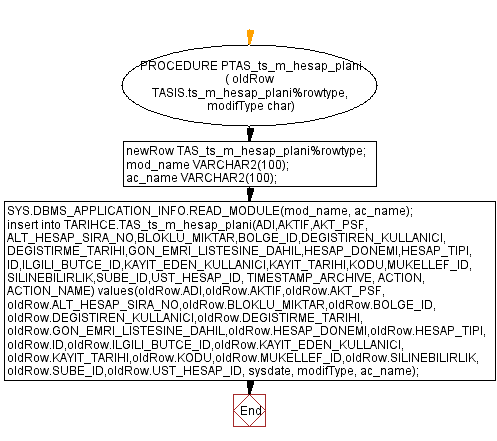 PROCEDURE PTAS_ts_m_hesap_plani
( oldRow
TASIS.ts_m_hesap_plani%rowtype,
modifType char)
newRow TAS_ts_m_hesap_plani%rowtype;
mod_name VARCHAR2(100);
ac_name VARCHAR2(100);
SYS.DBMS_APPLICATION_INFO.READ_MODULE(mod_name, ac_name);
insert into TARIHCE.TAS_ts_m_hesap_plani(ADI,AKTIF,AKT_PSF,
ALT_HESAP_SIRA_NO,BLOKLU_MIKTAR,BOLGE_ID,DEGISTIREN_KULLANICI,
DEGISTIRME_TARIHI,GON_EMRI_LISTESINE_DAHIL,HESAP_DONEMI,HESAP_TIPI,
ID,ILGILI_BUTCE_ID,KAYIT_EDEN_KULLANICI,KAYIT_TARIHI,KODU,MUKELLEF_ID,
SILINEBILIRLIK,SUBE_ID,UST_HESAP_ID, TIMESTAMP_ARCHIVE, ACTION,
ACTION_NAME) values(oldRow.ADI,oldRow.AKTIF,oldRow.AKT_PSF,
oldRow.ALT_HESAP_SIRA_NO,oldRow.BLOKLU_MIKTAR,oldRow.BOLGE_ID,
oldRow.DEGISTIREN_KULLANICI,oldRow.DEGISTIRME_TARIHI,
oldRow.GON_EMRI_LISTESINE_DAHIL,oldRow.HESAP_DONEMI,oldRow.HESAP_TIPI,
oldRow.ID,oldRow.ILGILI_BUTCE_ID,oldRow.KAYIT_EDEN_KULLANICI,
oldRow.KAYIT_TARIHI,oldRow.KODU,oldRow.MUKELLEF_ID,oldRow.SILINEBILIRLIK,
oldRow.SUBE_ID,oldRow.UST_HESAP_ID, sysdate, modifType, ac_name);
End